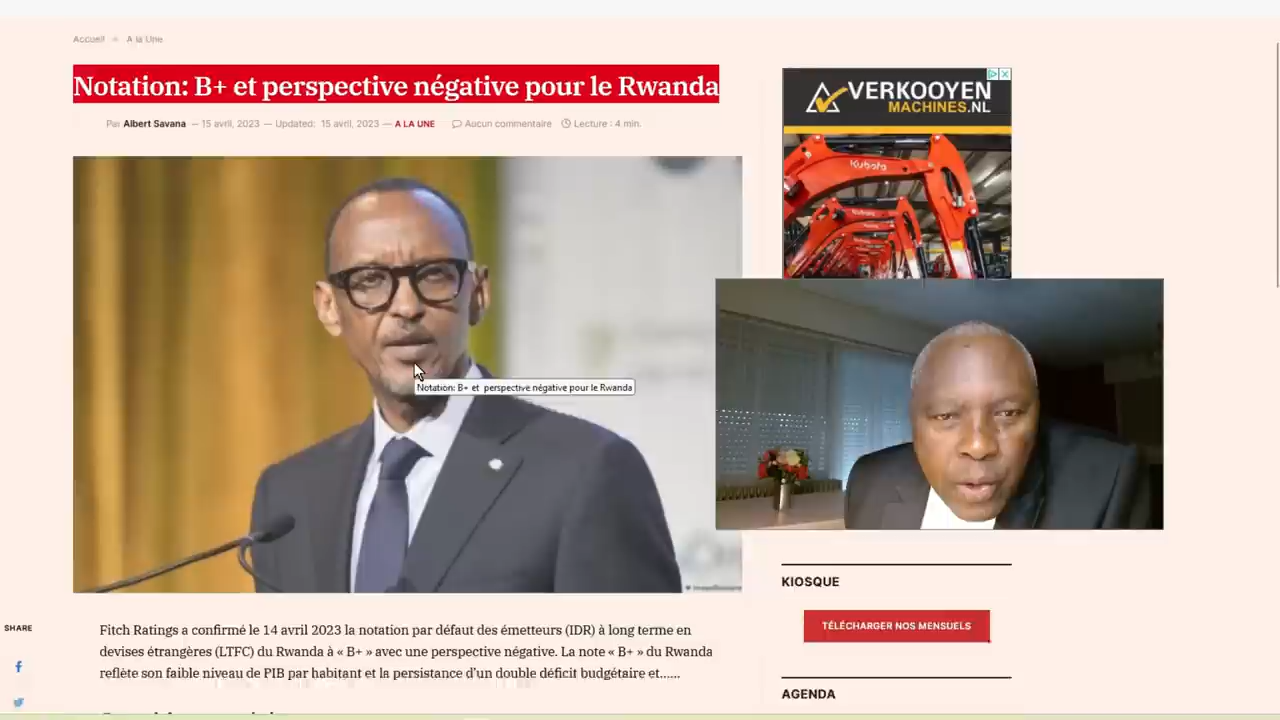 Accueil » A la Une
Notation: B+ et perspective négative pour le Rwanda
Par Albert Savana — 15 avril, 2023 — Updated: 15 avril, 2023 — A LA UNE Aucun commentaire Lecture : 4 min.
VERKOOYEN
MACHINES.NL
Kubota
Notation: B+ et perspective négative pour le Rwanda
Fitch Ratings a confirmé le 14 avril 2023 la notation par défaut des émetteurs (IDR) à long terme en
devises étrangères (LTFC) du Rwanda à « B+ » avec une perspective négative. La note « B+ » du Rwanda
reflète son faible niveau de PIB par habitant et la persistance d'un double déficit budgétaire et……
SHARE
KIOSQUE
TÉLÉCHARGER NOS MENSUELS
AGENDA